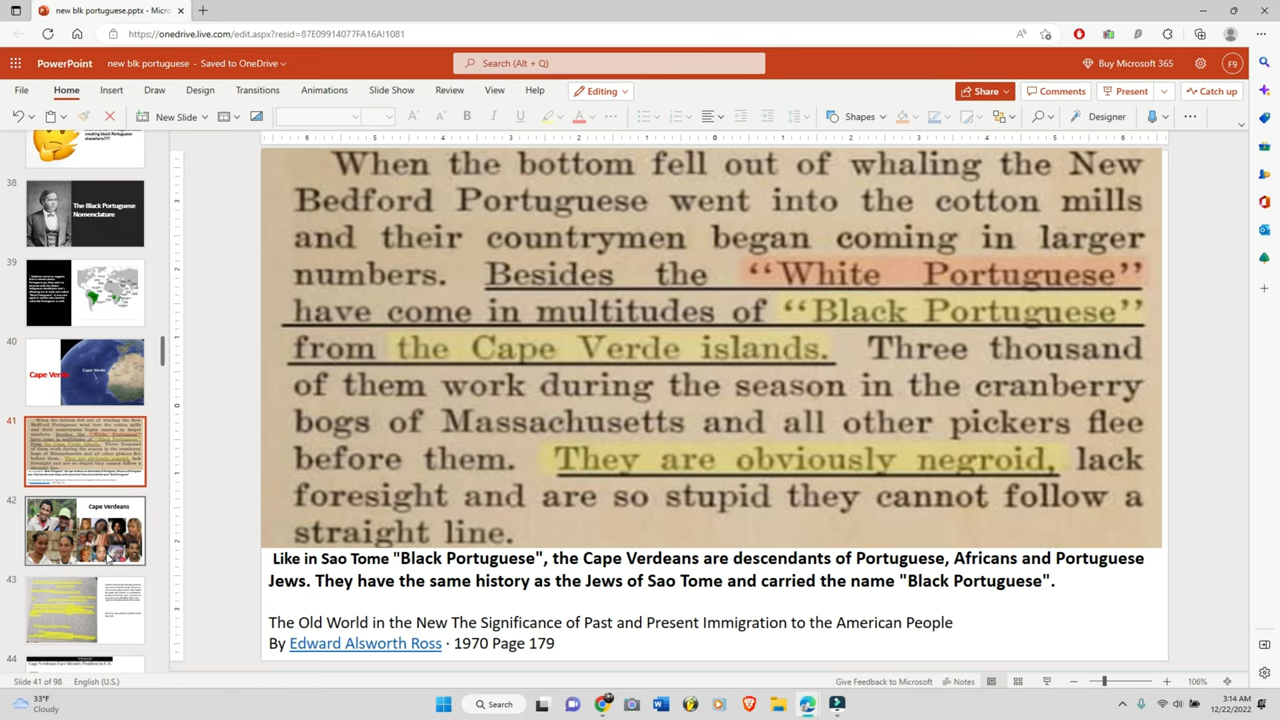 new blk portuguese.pptx - Micr
https://onedrive.live.com/edit.aspx?resid=87E09914077FA16A!1081
PowerPoint
new blk portuguese - Saved to OneDrive
Search (Alt + Q)
Buy Microsoft 365
F9
File
Home
Insert
Draw
Design
Transitions
Animations
Slide Show
Review
View
Help
Editing
Share
Comments
Present
Catch up
New Slide
Shapes
Designer
38
The Black Portuguese
Nomenclature
39
40
Cape Verde
41
42
Cape Verdeans
43
44
Cape Verdeans Face Identity Problem in U.S.
When the bottom fell out of whaling the New
Bedford Portuguese went into the cotton mills
and their countrymen began coming in larger
numbers. Besides the "White Portuguese"
have come in multitudes of "Black Portuguese"
from the Cape Verde islands. Three thousand
of them work during the season in the cranberry
bogs of Massachusetts and all other pickers flee
before them. They are obviously negroid, lack
foresight and are so stupid they cannot follow a
straight line.
Like in Sao Tome "Black Portuguese", the Cape Verdeans are descendants of Portuguese, Africans and Portuguese
Jews. They have the same history as the Jews of Sao Tome and carried the name "Black Portuguese".
The Old World in the New The Significance of Past and Present Immigration to the American People
By Edward Alsworth Ross · 1970 Page 179
Slide 41 of 98
English (U.S.)
Give Feedback to Microsoft
Notes
106%
33°F
Cloudy
Search
3:14 AM
12/22/2022